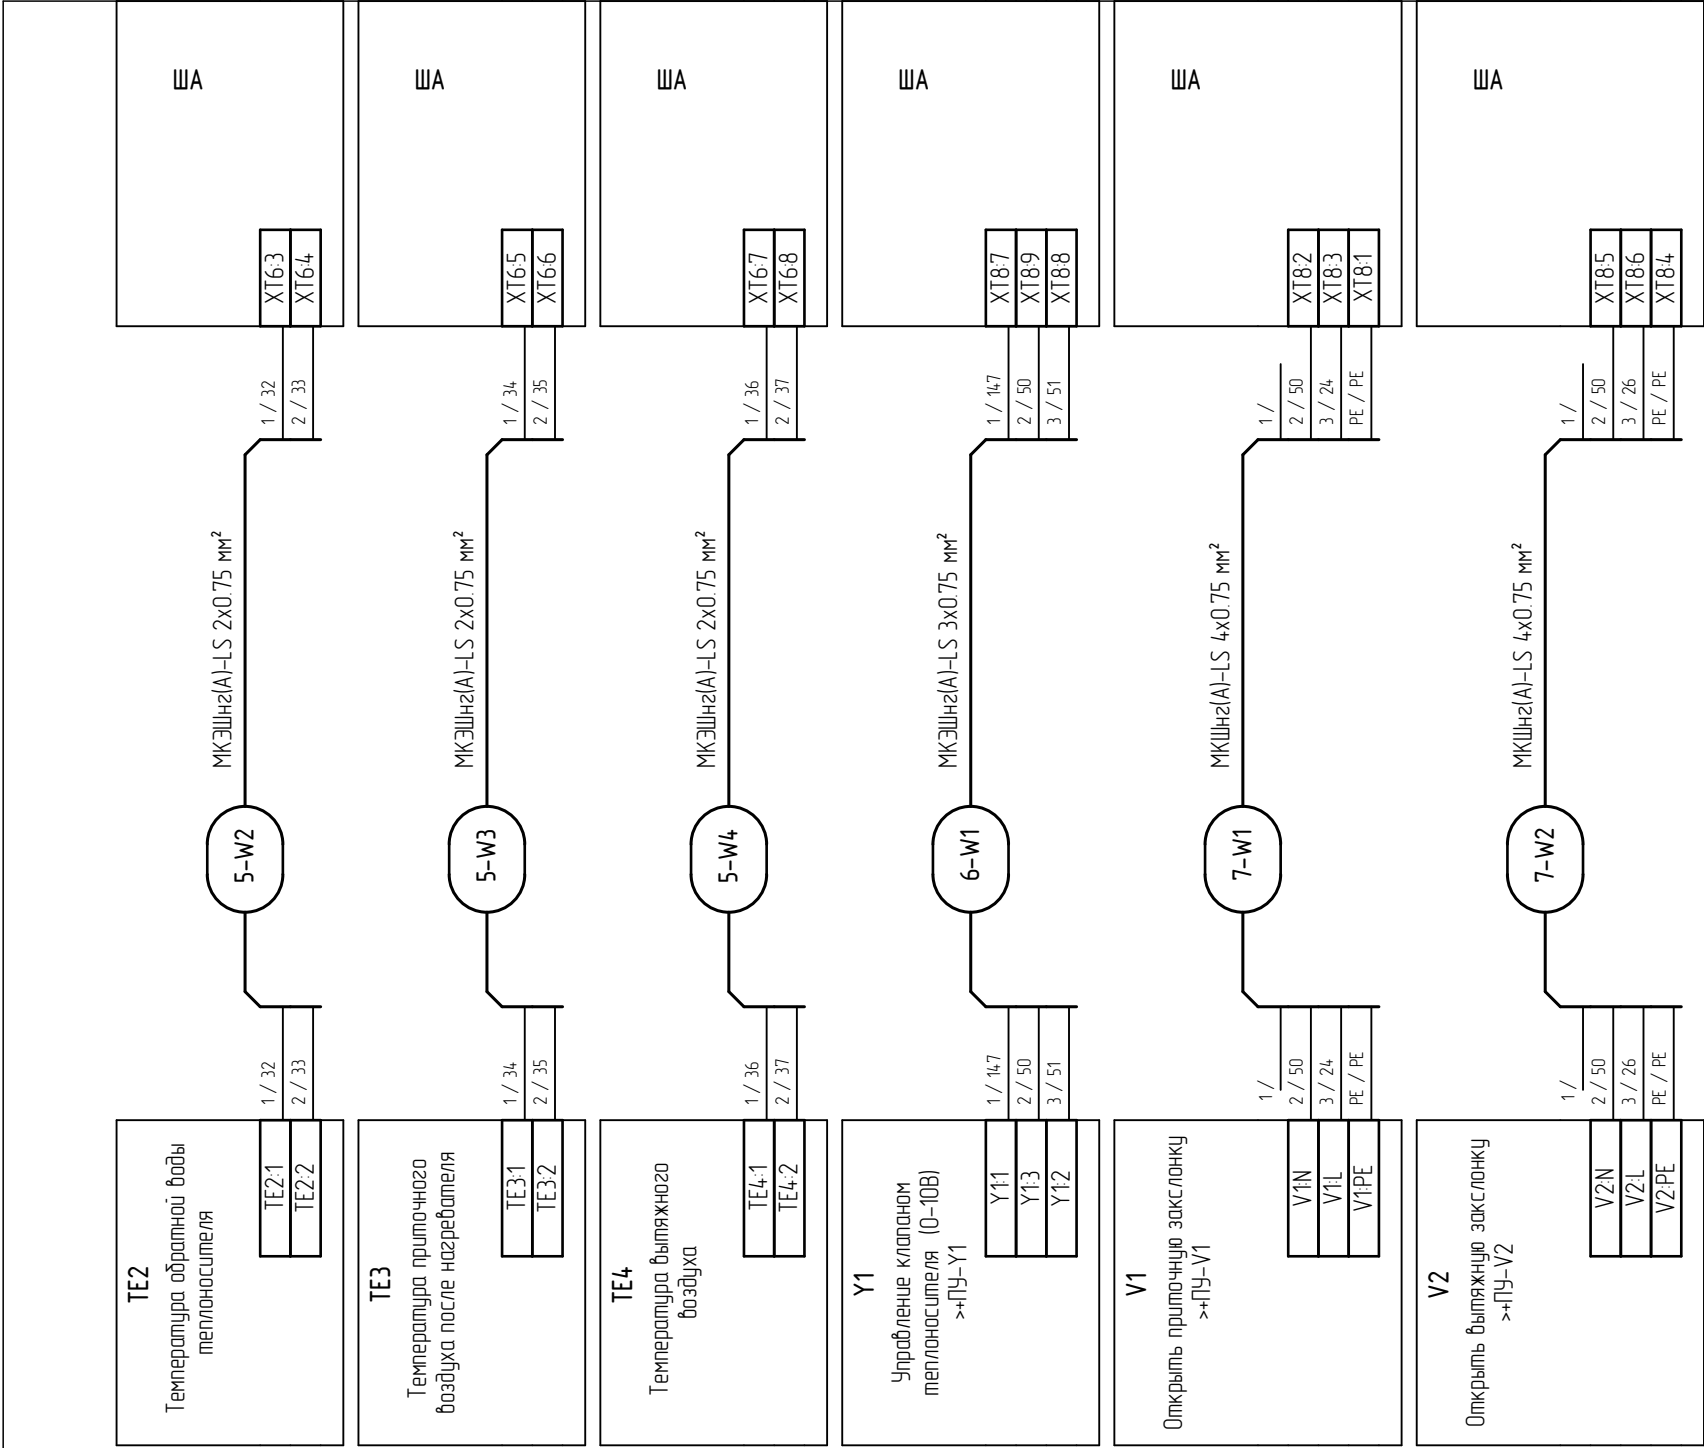 TE2
Температура обратной воды
теплоносителя
TE2:1
TE2:2
1 / 32
2 / 33
5-W2
МКЭШнг(А)-LS 2x0.75 мм²
1 / 32
2 / 33
XT6:3
XT6:4
ША
TE3
Температура приточного
воздуха после нагревателя
TE3:1
TE3:2
1 / 34
2 / 35
5-W3
МКЭШнг(А)-LS 2x0.75 мм²
1 / 34
2 / 35
XT6:5
XT6:6
ША
TE4
Температура вытяжного
воздуха
TE4:1
TE4:2
1 / 36
2 / 37
5-W4
МКЭШнг(А)-LS 2x0.75 мм²
1 / 36
2 / 37
XT6:7
XT6:8
ША
Y1
Управление клапаном
теплоносителя (0-10В)
>+ПУ-Y1
Y1:1
Y1:3
Y1:2
1 / 147
2 / 50
3 / 51
6-W1
МКЭШнг(А)-LS 3x0.75 мм²
1 / 147
2 / 50
3 / 51
XT8:7
XT8:9
XT8:8
ША
V1
Открыть приточную закслонку
>+ПУ-V1
V1:N
V1:L
V1:PE
1 /
2 / 50
3 / 24
PE / PE
7-W1
МКШнг(А)-LS 4x0.75 мм²
1 /
2 / 50
3 / 24
PE / PE
XT8:2
XT8:3
XT8:1
ША
V2
Открыть вытяжную закслонку
>+ПУ-V2
V2:N
V2:L
V2:PE
1 /
2 / 50
3 / 26
PE / PE
7-W2
МКШнг(А)-LS 4x0.75 мм²
1 /
2 / 50
3 / 26
PE / PE
XT8:5
XT8:6
XT8:4
ША